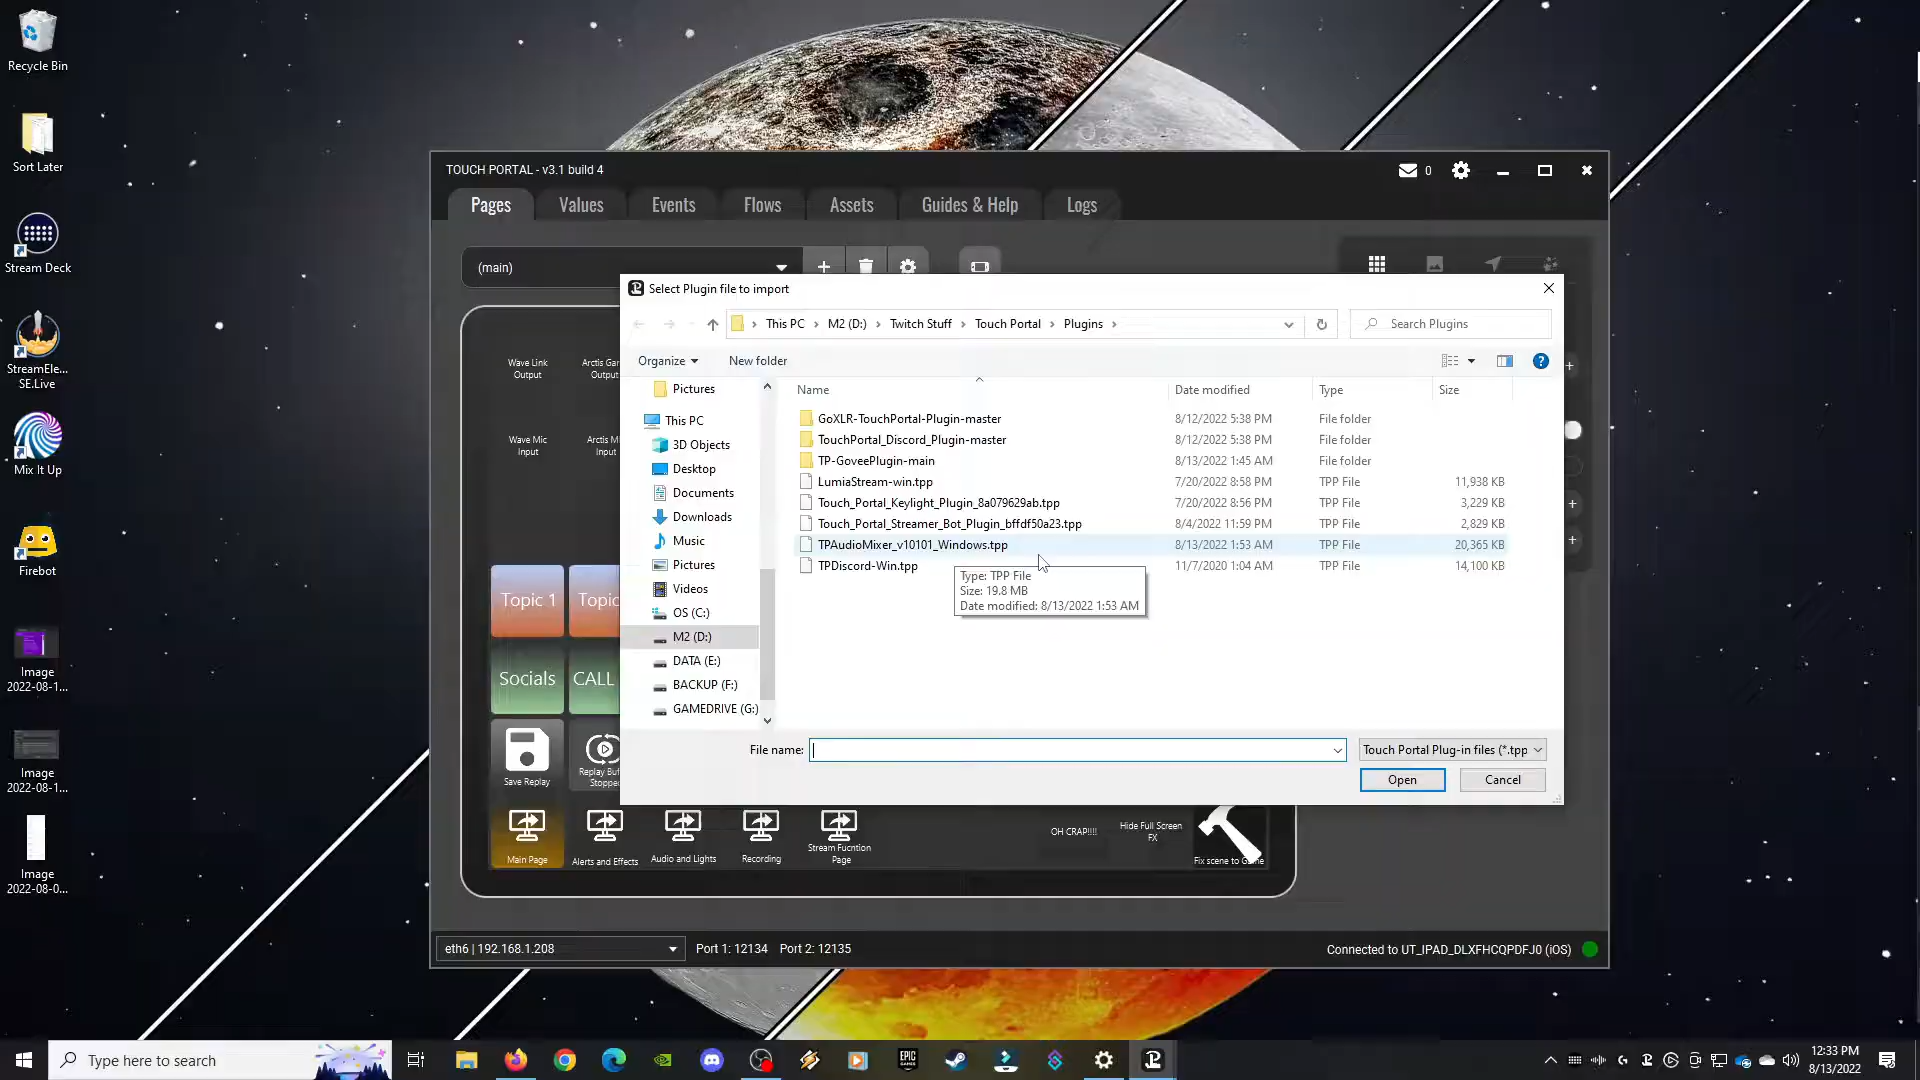 Recycle Bin
Sort Later
Stream Deck
StreamEle...
SE.Live
Mix It Up
Firebot
Image
2022-08-1...
Image
2022-08-1...
Image
2022-08-0...
TOUCH PORTAL - v3.1 build 4
0
Pages
Values
Events
Flows
Assets
Guides & Help
Logs
(main)
Wave Link
Output
Wave Mic
Input
Topic 1
Socials
CALL
Save Replay
Main Page
Alerts and Effects
Audio and Lights
Recording
Stream Fucntion
Page
OH CRAP!!!!
Hide Full Screen
FX
Select Plugin file to import
This PC > M2 (D:) > Twitch Stuff > Touch Portal > Plugins >
Search Plugins
Organize
New folder
Pictures
This PC
3D Objects
Desktop
Documents
Downloads
Music
Pictures
Videos
OS (C:)
M2 (D:)
DATA (E:)
BACKUP (F:)
GAMEDRIVE (G:)
Name Date modified Type Size
GoXLR-TouchPortal-Plugin-master 8/12/2022 5:38 PM File folder
TouchPortal_Discord_Plugin-master 8/12/2022 5:38 PM File folder
TP-GoveePlugin-main 8/13/2022 1:45 AM File folder
LumiaStream-win.tpp 7/20/2022 8:58 PM TPP File 11,938 KB
Touch_Portal_Keylight_Plugin_8a079629ab.tpp 7/20/2022 8:56 PM TPP File 3,229 KB
Touch_Portal_Streamer_Bot_Plugin_bffdf50a23.tpp 8/4/2022 11:59 PM TPP File 2,829 KB
TPAudioMixer_v10101_Windows.tpp 8/13/2022 1:53 AM TPP File 20,365 KB
TPDiscord-Win.tpp 11/7/2020 1:04 AM TPP File 14,100 KB
Type: TPP File
Size: 19.8 MB
Date modified: 8/13/2022 1:53 AM
File name:
Touch Portal Plug-in files (*.tpp
Open
Cancel
eth6 | 192.168.1.208
Port 1: 12134 Port 2: 12135
Connected to UT_IPAD_DLXFHCQPDFJ0 (iOS)
Type here to search
12:33 PM
8/13/2022